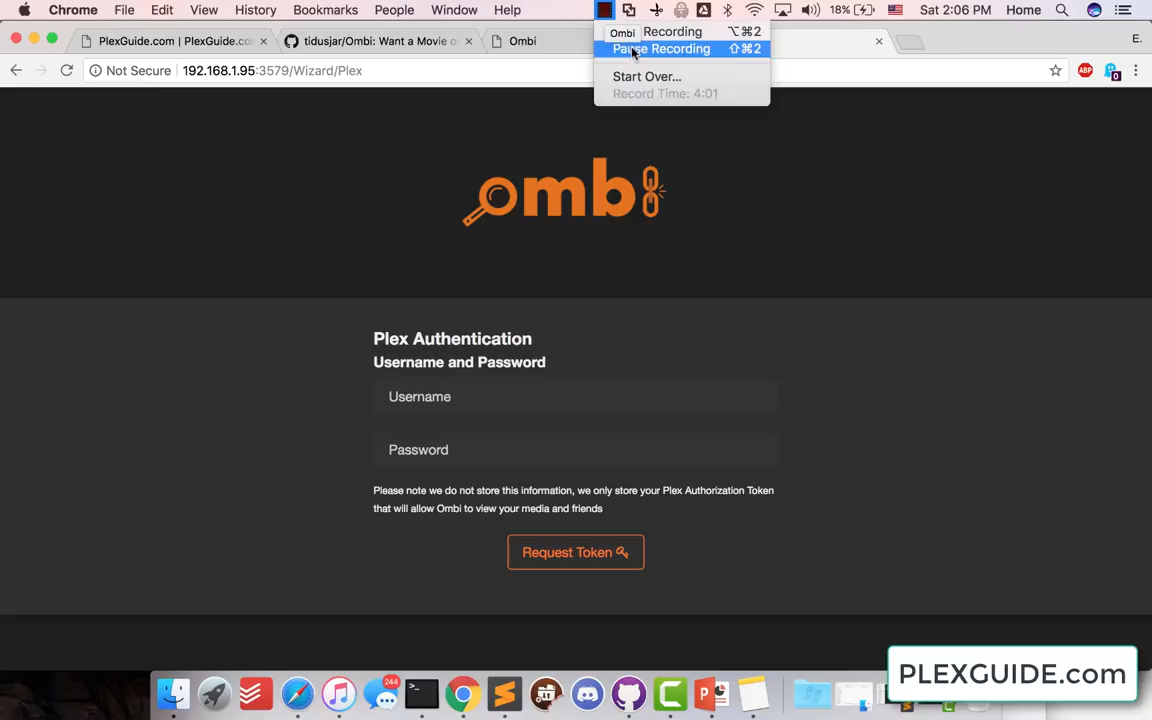 Chrome File Edit View History Bookmarks People Window Help 18% Sat 2:06 PM Home
PlexGuide.com | PlexGuide.co
tidusjar/Ombi: Want a Movie o
Ombi
E.
Ombi
Recording ⌥⌘2
Pause Recording ⇧⌘2
Start Over...
Record Time: 4:01
Not Secure 192.168.1.95:3579/Wizard/Plex
ABP
0
ombi
Plex Authentication
Username and Password
Username
Password
Please note we do not store this information, we only store your Plex Authorization Token
that will allow Ombi to view your media and friends
Request Token
244
PLEXGUIDE.com